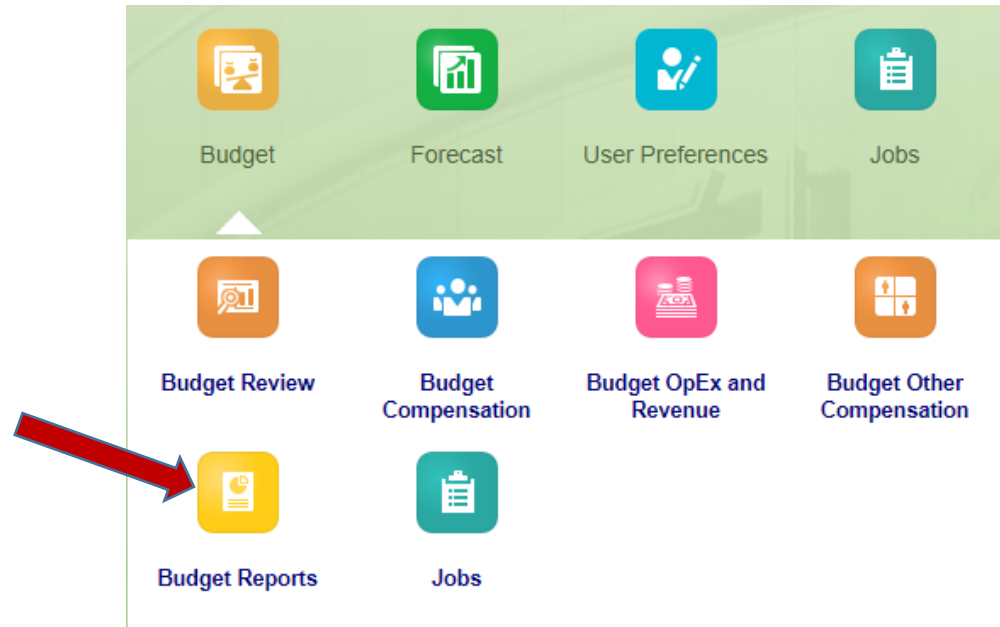 Budget
Forecast
User Preferences
Jobs
Budget Review
Budget
Compensation
Budget OpEx and
Revenue
Budget Other
Compensation
Budget Reports
Jobs